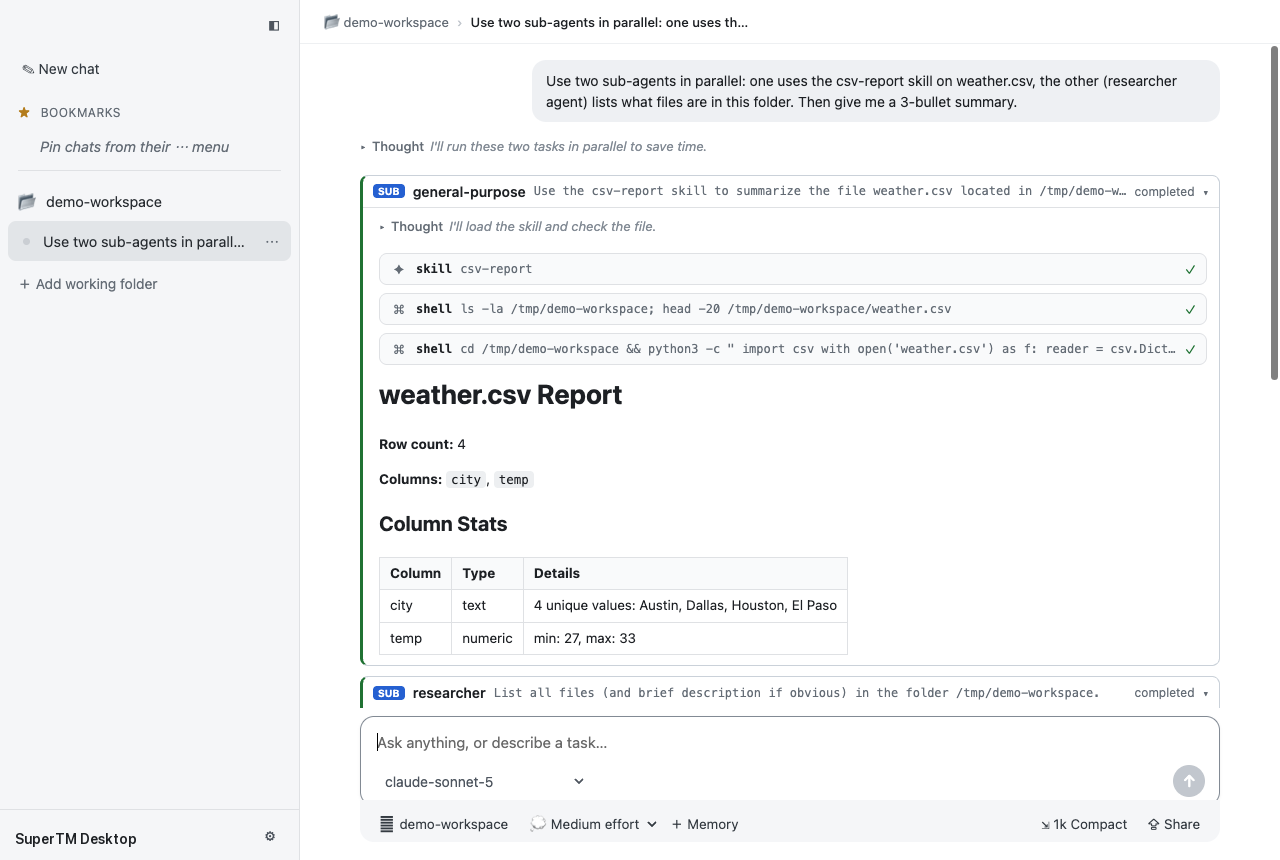 demo-workspace › Use two sub-agents in parallel: one uses th…
New chat
BOOKMARKS
Pin chats from their ··· menu
demo-workspace
Use two sub-agents in parall... ···
+ Add working folder
SuperTM Desktop
Use two sub-agents in parallel: one uses the csv-report skill on weather.csv, the other (researcher
agent) lists what files are in this folder. Then give me a 3-bullet summary.
Thought I'll run these two tasks in parallel to save time.
SUB general-purpose Use the csv-report skill to summarize the file weather.csv located in /tmp/demo-w… completed
Thought I'll load the skill and check the file.
skill csv-report ✓
⌘ shell ls -la /tmp/demo-workspace; head -20 /tmp/demo-workspace/weather.csv ✓
⌘ shell cd /tmp/demo-workspace && python3 -c " import csv with open('weather.csv') as f: reader = csv.Dict… ✓
weather.csv Report
Row count: 4
Columns: city, temp
Column Stats
Column Type Details
city text 4 unique values: Austin, Dallas, Houston, El Paso
temp numeric min: 27, max: 33
SUB researcher List all files (and brief description if obvious) in the folder /tmp/demo-workspace. completed
Ask anything, or describe a task...
claude-sonnet-5
demo-workspace Medium effort + Memory 1k Compact Share